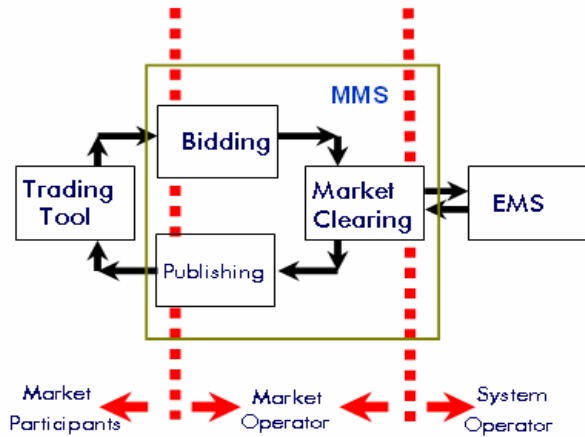 MMS
Bidding
Trading
Tool
Market
Clearing
EMS
Publishing
Market
Participants
Market
Operator
System
Operator